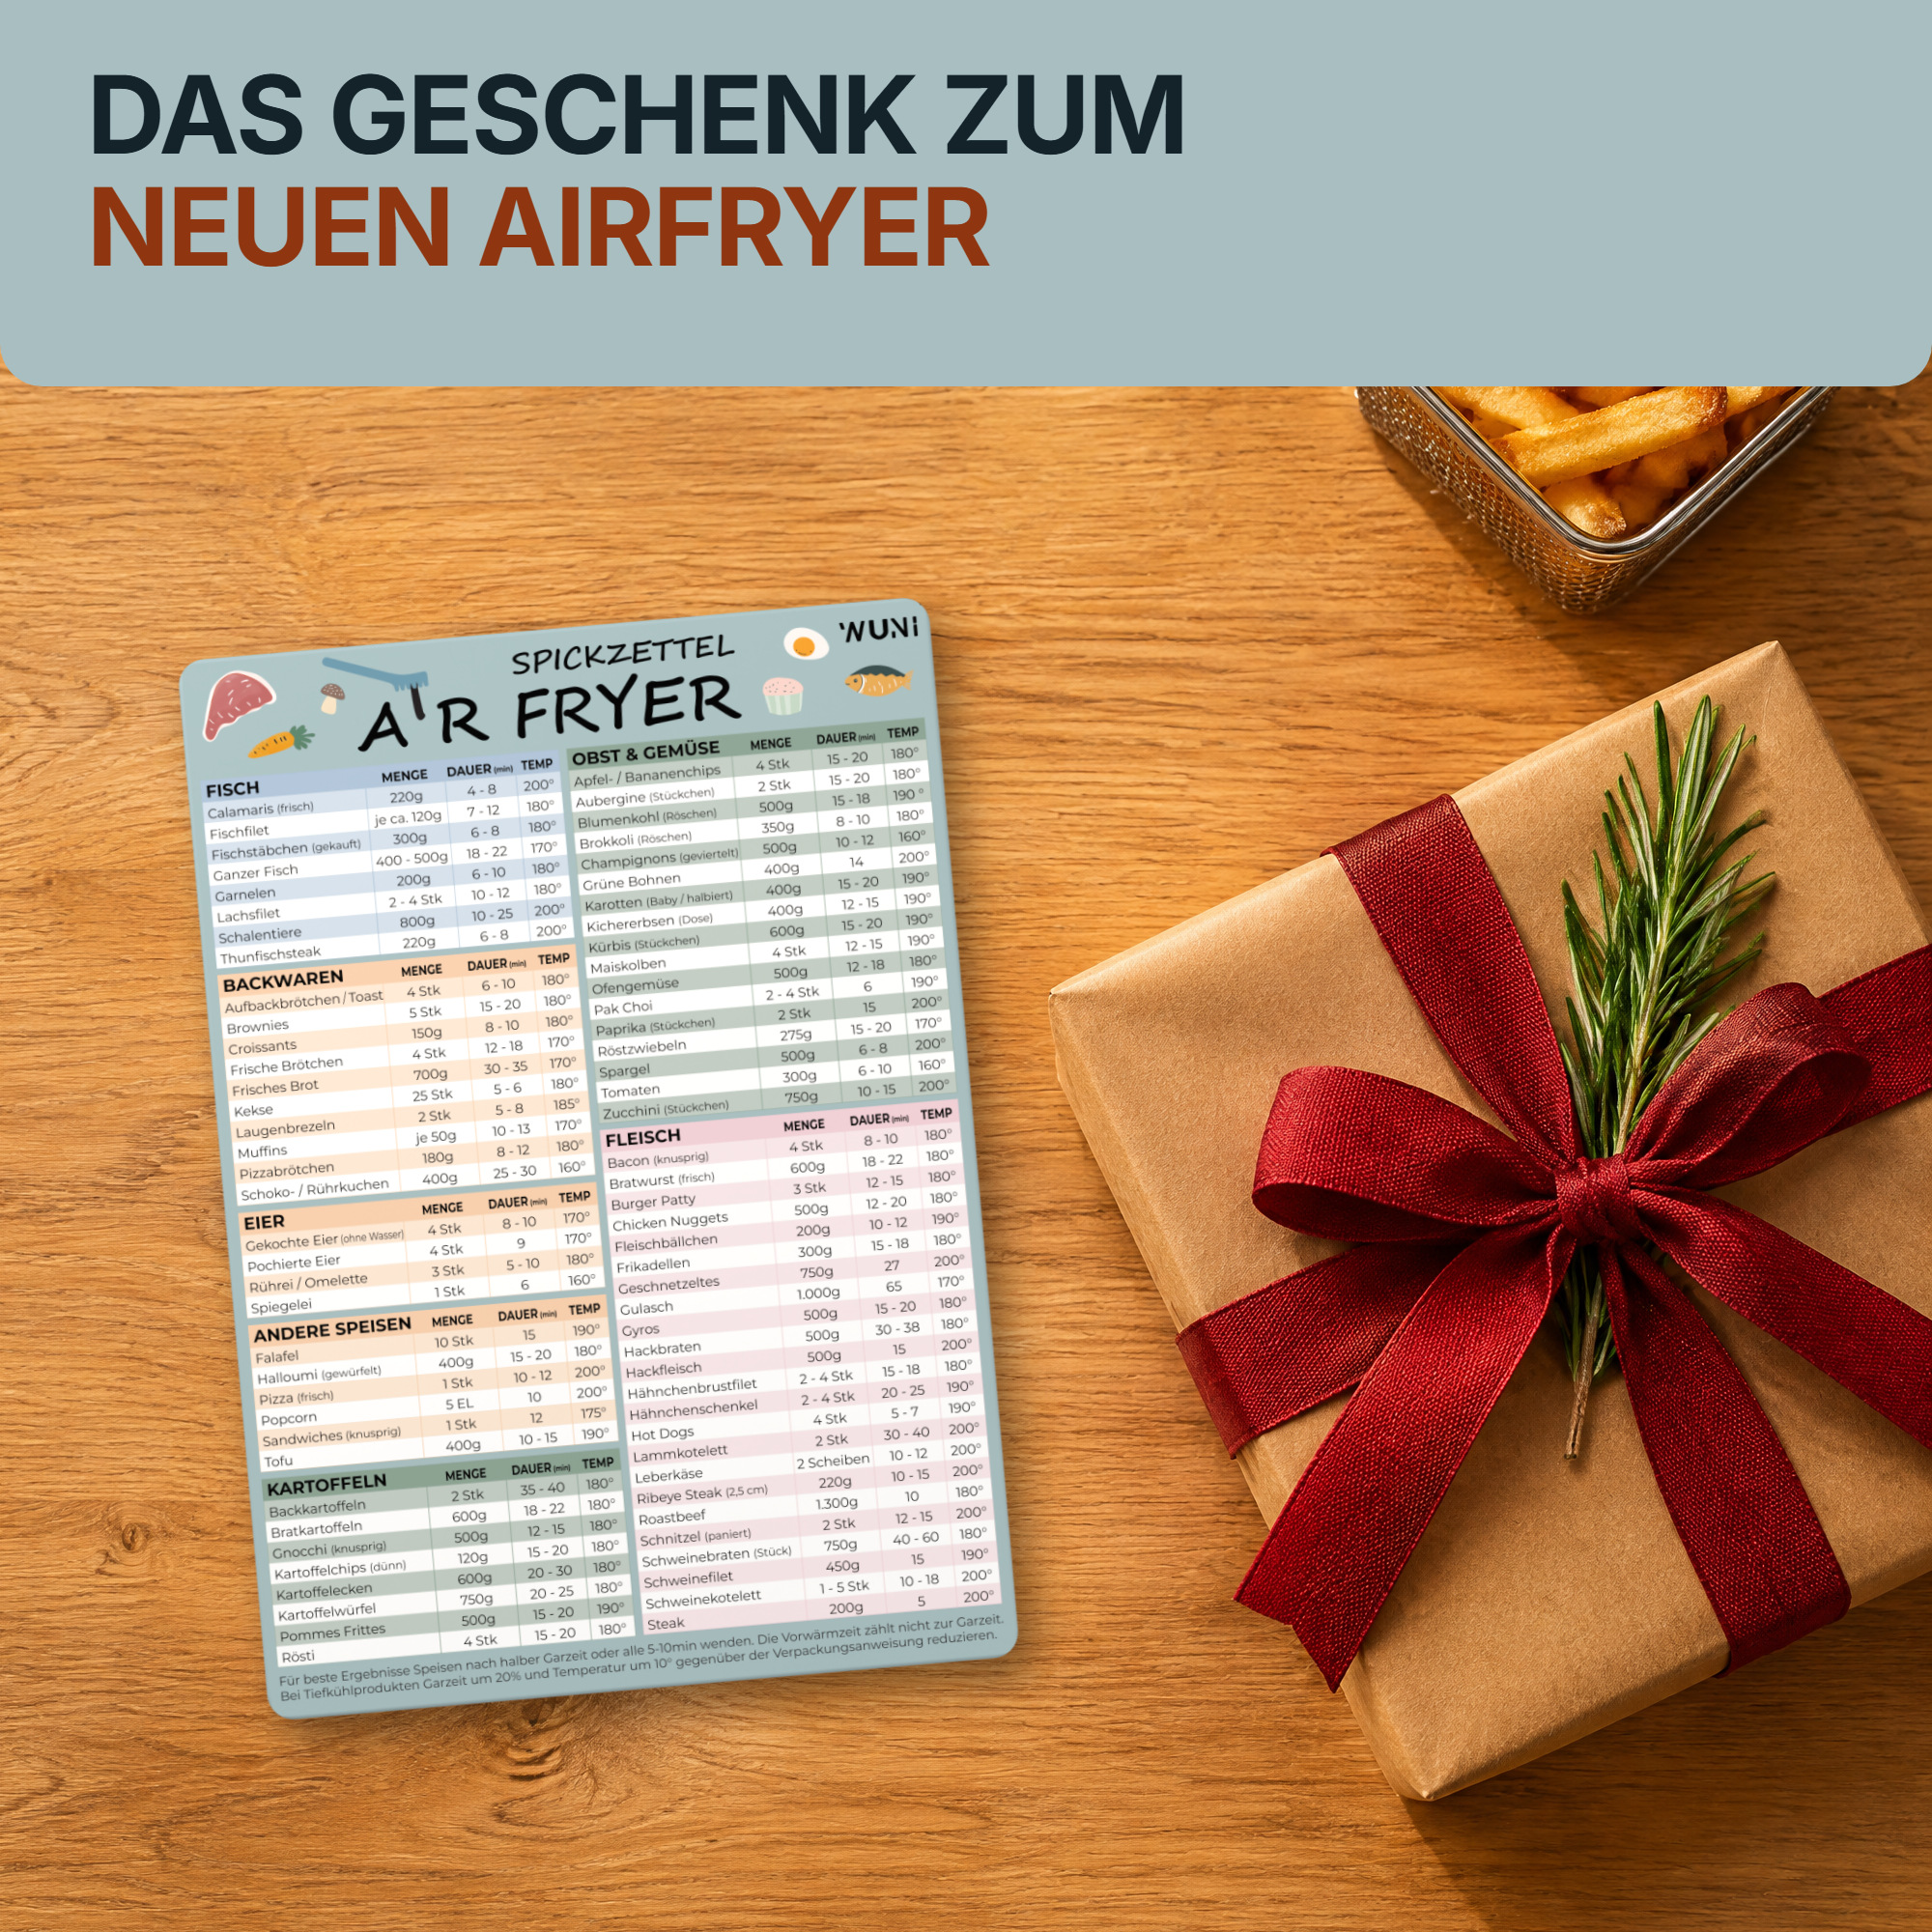 DAS GESCHENK ZUM
NEUEN AIRFRYER
SPICKZETTEL
AIR FRYER
WUNI
FISCH MENGE DAUER (min) TEMP
Calamaris (frisch) 220g 4 - 8 200°
Fischfilet je ca. 120g 7 - 12 180°
Fischstäbchen (gekauft) 300g 6 - 8 180°
Ganzer Fisch 400 - 500g 18 - 22 170°
Garnelen 200g 6 - 10 180°
Lachsfilet 2 - 4 Stk 10 - 12 180°
Schalentiere 800g 10 - 25 200°
Thunfischsteak 220g 6 - 8 200°
BACKWAREN MENGE DAUER (min) TEMP
Aufbackbrötchen / Toast 4 Stk 6 - 10 180°
Brownies 5 Stk 15 - 20 180°
Croissants 150g 8 - 10 180°
Frische Brötchen 4 Stk 12 - 18 170°
Frisches Brot 700g 30 - 35 170°
Kekse 25 Stk 5 - 6 180°
Laugenbrezeln 2 Stk 5 - 8 185°
Muffins je 50g 10 - 13 170°
Pizzabrötchen 180g 8 - 12 180°
Schoko- / Rührkuchen 400g 25 - 30 160°
EIER MENGE DAUER (min) TEMP
Gekochte Eier (ohne Wasser) 4 Stk 8 - 10 170°
Pochierte Eier 4 Stk 9 170°
Rührei / Omelette 3 Stk 5 - 10 180°
Spiegelei 1 Stk 6 160°
ANDERE SPEISEN MENGE DAUER (min) TEMP
Falafel 10 Stk 15 190°
Halloumi (gewürfelt) 400g 15 - 20 180°
Pizza (frisch) 1 Stk 10 - 12 200°
Popcorn 5 EL 10 200°
Sandwiches (knusprig) 1 Stk 12 175°
Tofu 400g 10 - 15 190°
KARTOFFELN MENGE DAUER (min) TEMP
Backkartoffeln 2 Stk 35 - 40 180°
Bratkartoffeln 600g 18 - 22 180°
Gnocchi (knusprig) 500g 12 - 15 180°
Kartoffelchips (dünn) 120g 15 - 20 180°
Kartoffelecken 600g 20 - 30 180°
Kartoffelwürfel 750g 20 - 25 180°
Pommes Frittes 500g 15 - 20 190°
Rösti 4 Stk 15 - 20 180°
OBST & GEMÜSE MENGE DAUER (min) TEMP
Apfel- / Bananenchips 4 Stk 15 - 20 180°
Aubergine (Stückchen) 2 Stk 15 - 20 180°
Blumenkohl (Röschen) 500g 15 - 18 190 °
Brokkoli (Röschen) 350g 8 - 10 180°
Champignons (geviertelt) 500g 10 - 12 160°
Grüne Bohnen 400g 14 200°
Karotten (Baby / halbiert) 400g 15 - 20 190°
Kichererbsen (Dose) 400g 12 - 15 190°
Kürbis (Stückchen) 600g 15 - 20 190°
Maiskolben 4 Stk 12 - 15 190°
Ofengemüse 500g 12 - 18 180°
Pak Choi 2 - 4 Stk 6 190°
Paprika (Stückchen) 2 Stk 15 200°
Röstzwiebeln 275g 15 - 20 170°
Spargel 500g 6 - 8 200°
Tomaten 300g 6 - 10 160°
Zucchini (Stückchen) 750g 10 - 15 200°
FLEISCH MENGE DAUER (min) TEMP
Bacon (knusprig) 4 Stk 8 - 10 180°
Bratwurst (frisch) 600g 18 - 22 180°
Burger Patty 3 Stk 12 - 15 180°
Chicken Nuggets 500g 12 - 20 180°
Fleischbällchen 200g 10 - 12 190°
Frikadellen 300g 15 - 18 180°
Geschnetzeltes 750g 27 200°
Gulasch 1.000g 65 170°
Gyros 500g 15 - 20 180°
Hackbraten 500g 30 - 38 180°
Hackfleisch 500g 15 200°
Hähnchenbrustfilet 2 - 4 Stk 15 - 18 180°
Hähnchenschenkel 2 - 4 Stk 20 - 25 190°
Hot Dogs 4 Stk 5 - 7 190°
Lammkotelett 2 Stk 30 - 40 200°
Leberkäse 2 Scheiben 10 - 12 200°
Ribeye Steak (2,5 cm) 220g 10 - 15 200°
Roastbeef 1.300g 10 180°
Schnitzel (paniert) 2 Stk 12 - 15 200°
Schweinebraten (Stück) 750g 40 - 60 180°
Schweinefilet 450g 15 190°
Schweinekotelett 1 - 5 Stk 10 - 18 200°
Steak 200g 5 200°
Für beste Ergebnisse Speisen nach halber Garzeit oder alle 5-10min wenden. Die Vorwärmzeit zählt nicht zur Garzeit.
Bei Tiefkühlprodukten Garzeit um 20% und Temperatur um 10° gegenüber der Verpackungsanweisung reduzieren.